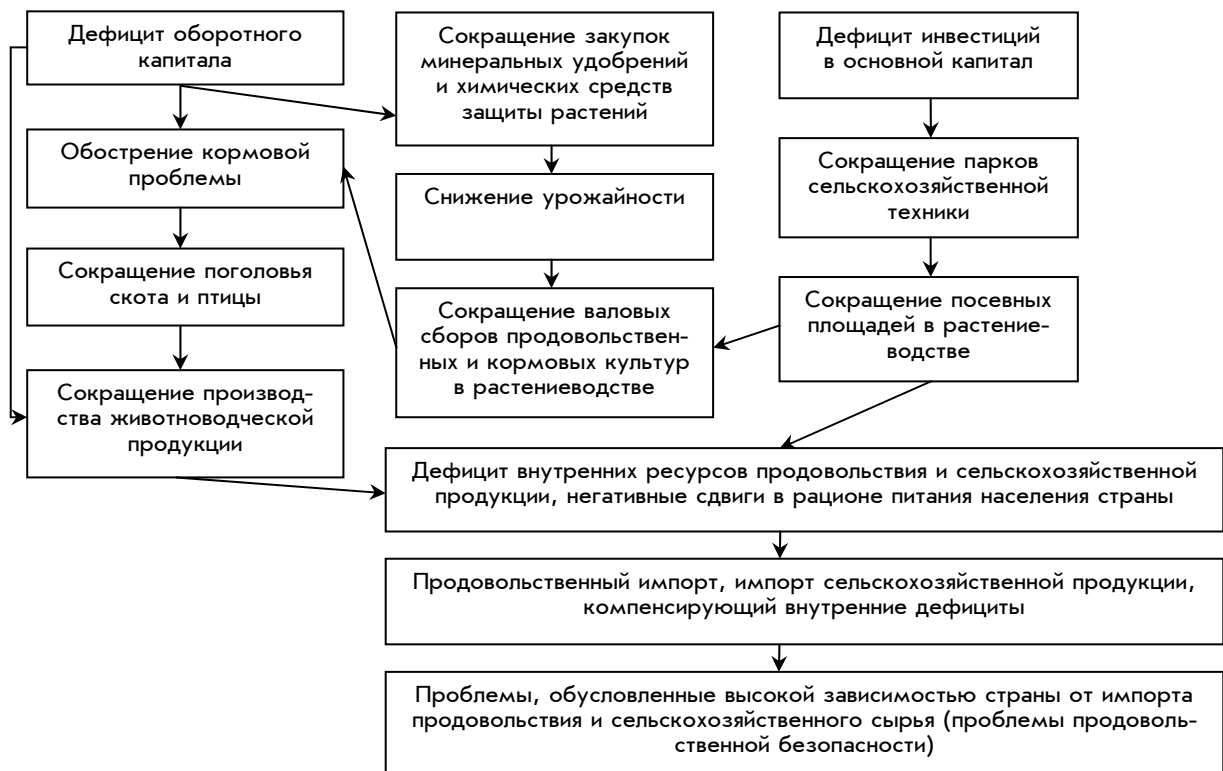 Дефицит оборотного
капитала
Обострение кормовой
проблемы
Сокращение поголовья
скота и птицы
Сокращение производ-
ства животноводческой
продукции
Сокращение закупок
минеральных удобрений
и химических средств
защиты растений
Снижение урожайности
Сокращение валовых
сборов продовольствен-
ных и кормовых культур
в растениеводстве
Дефицит инвестиций
в основной капитал
Сокращение парков
сельскохозяйственной
техники
Сокращение посевных
площадей в растение-
водстве
Дефицит внутренних ресурсов продовольствия и сельскохозяйственной
продукции, негативные сдвиги в рационе питания населения страны
Продовольственный импорт, импорт сельскохозяйственной продукции,
компенсирующий внутренние дефициты
Проблемы, обусловленные высокой зависимостью страны от импорта
продовольствия и сельскохозяйственного сырья (проблемы продоволь-
ственной безопасности)